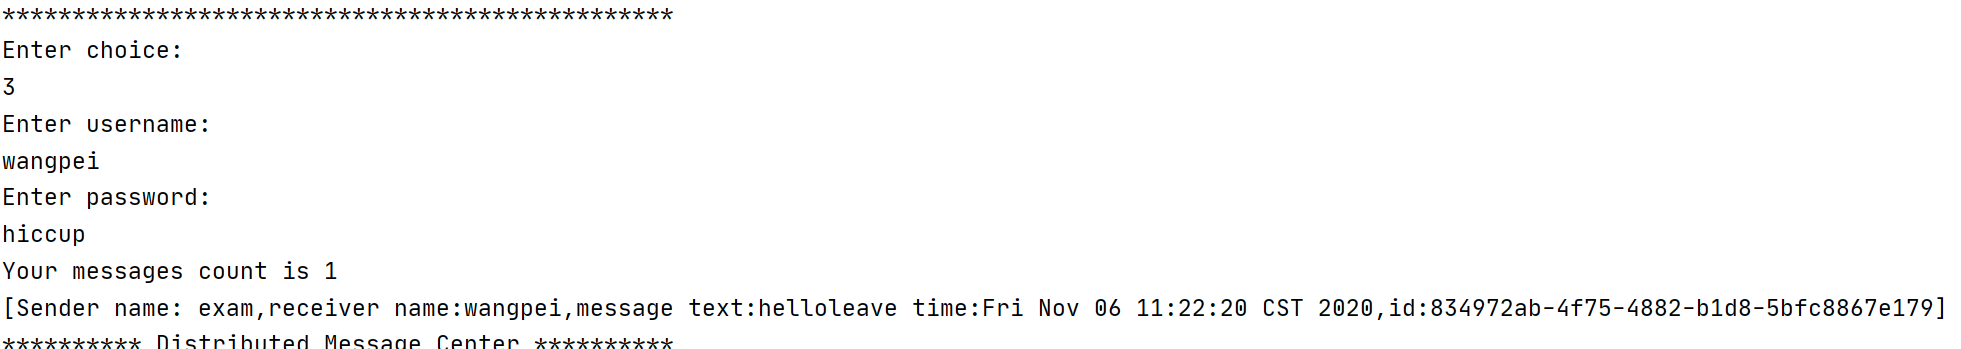 ************************************************
Enter choice:
3
Enter username:
wangpei
Enter password:
hiccup
Your messages count is 1
[Sender name: exam,receiver name:wangpei,message text:helloleave time:Fri Nov 06 11:22:20 CST 2020,id:834972ab-4f75-4882-b1d8-5bfc8867e179]
********** Distributed Message Center **********